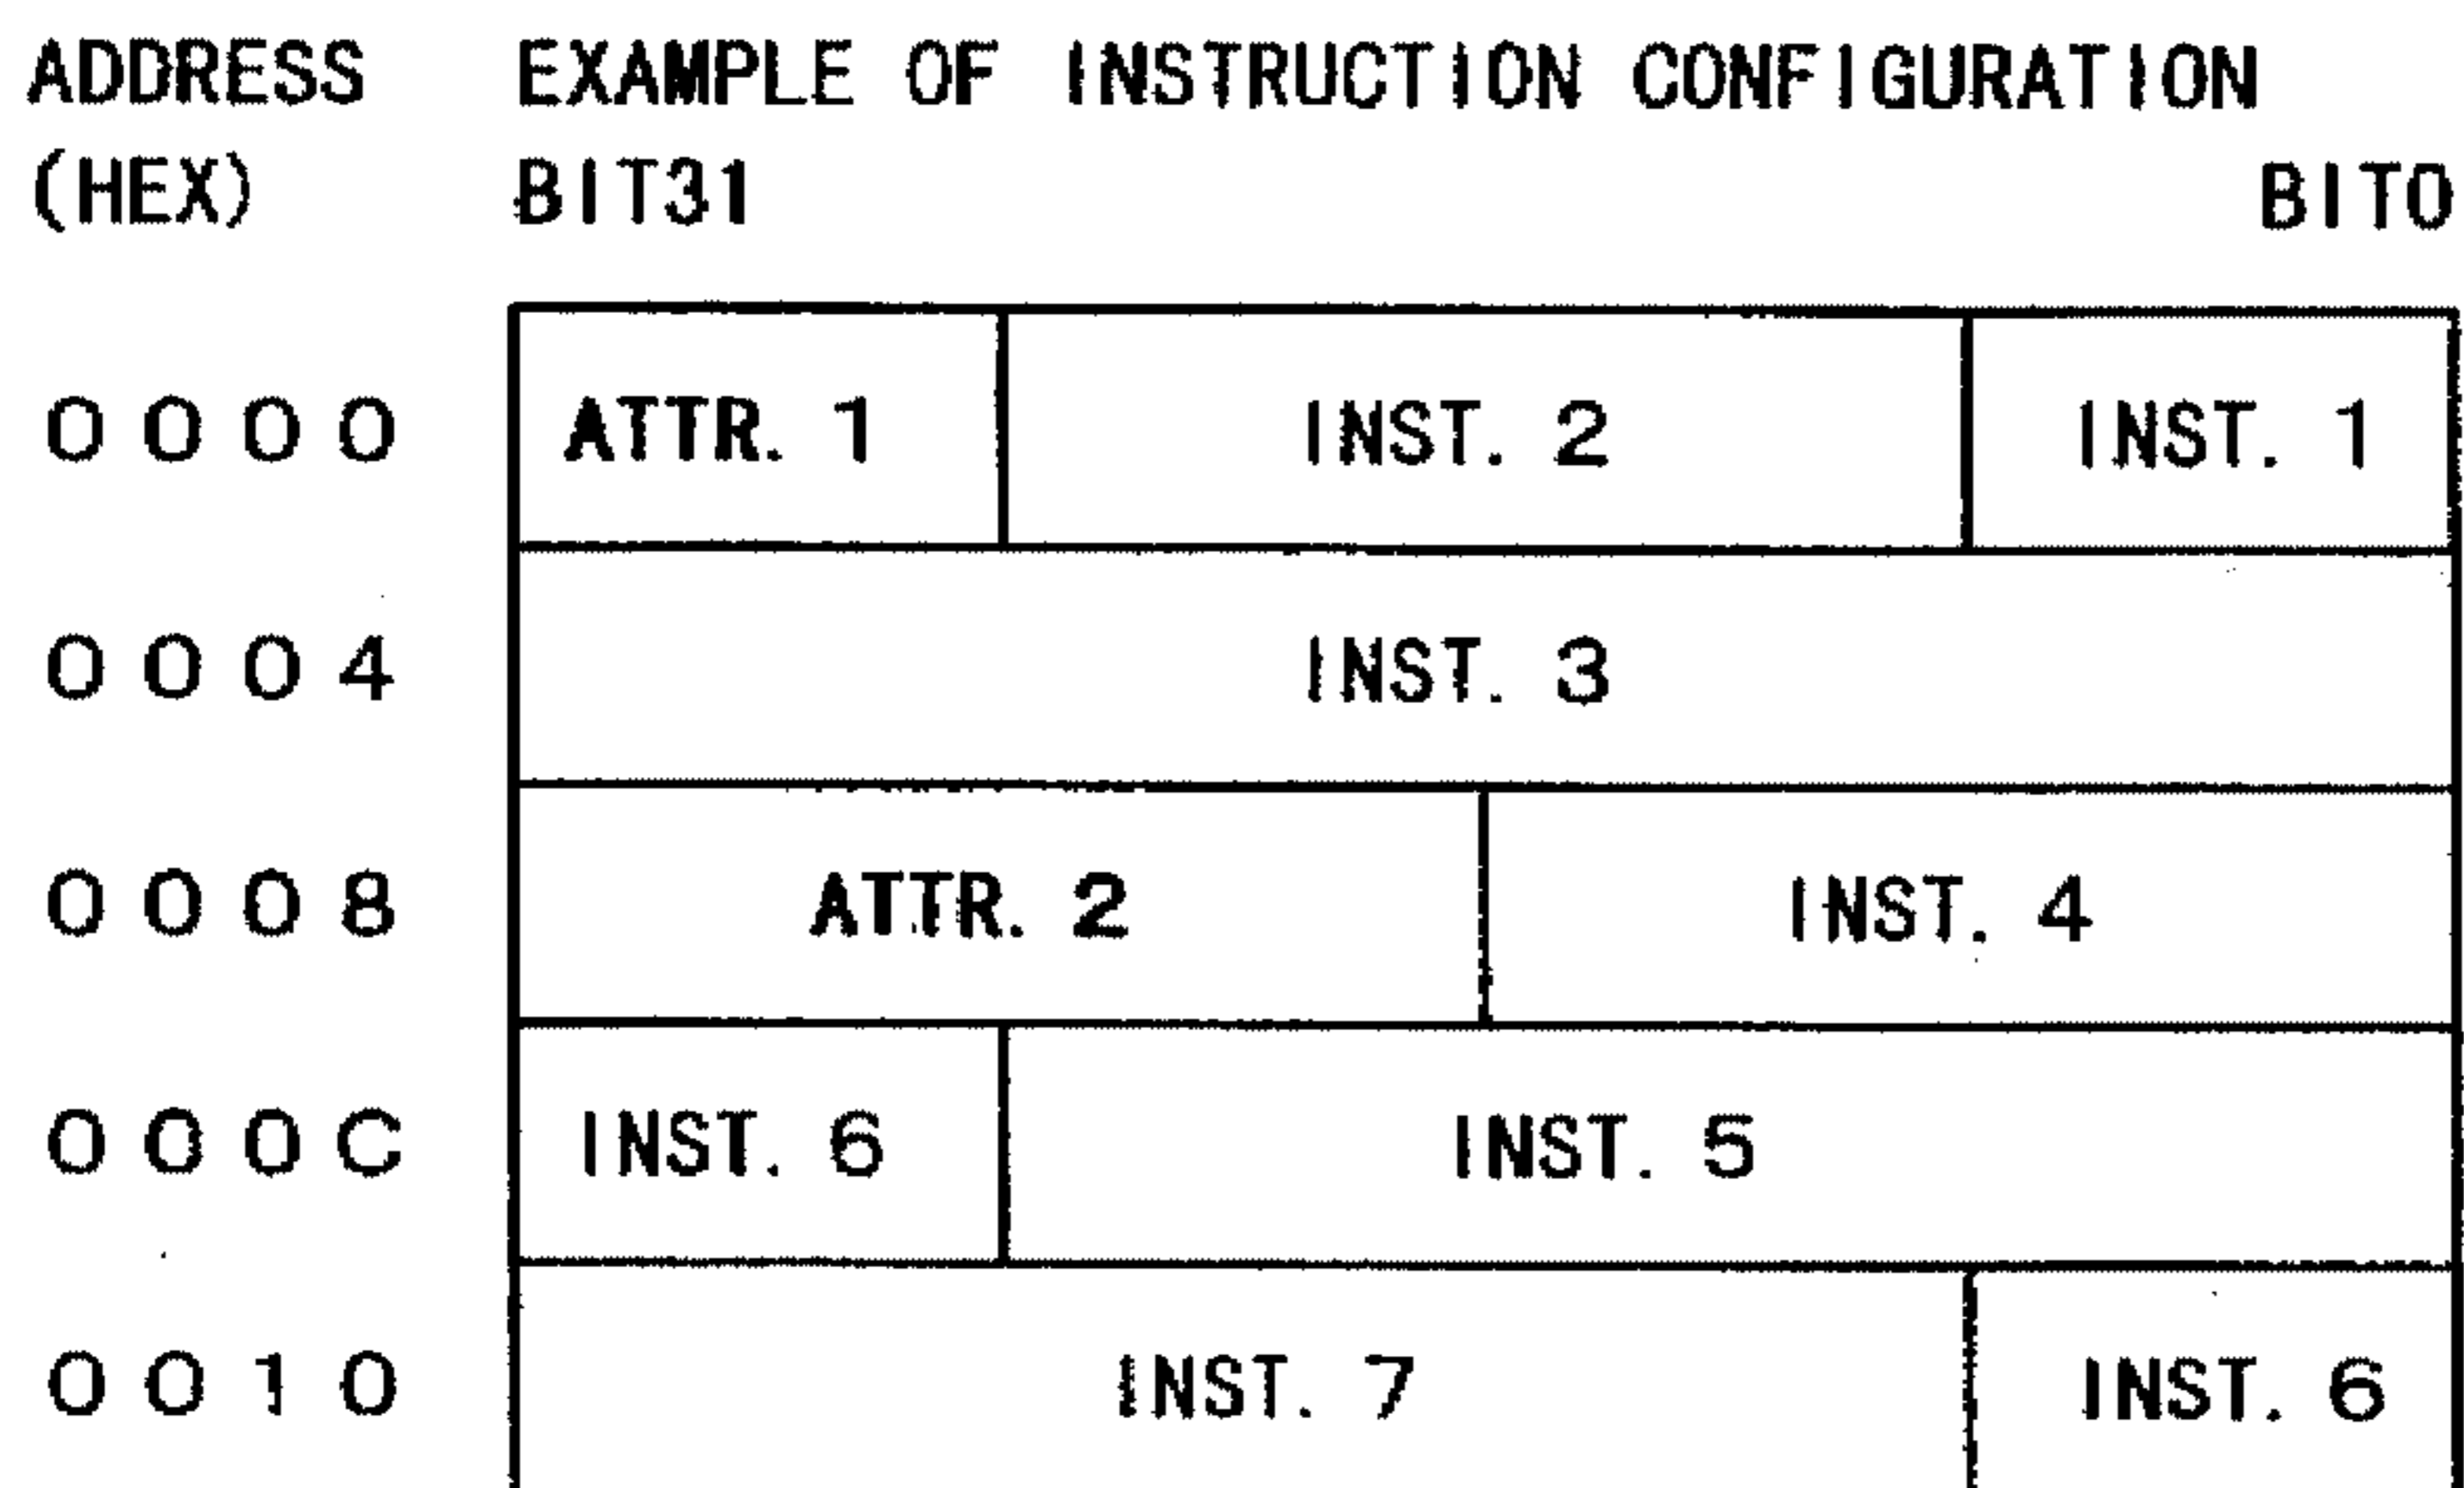 ADDRESS EXAMPLE OF INSTRUCTION CONFIGURATION
(HEX) BIT31 BIT0
0000 ATTR. 1 INST. 2 INST. 1
0004 INST. 3
0008 ATTR. 2 INST. 4
000C INST. 6 INST. 5
0010 INST. 7 INST. 6